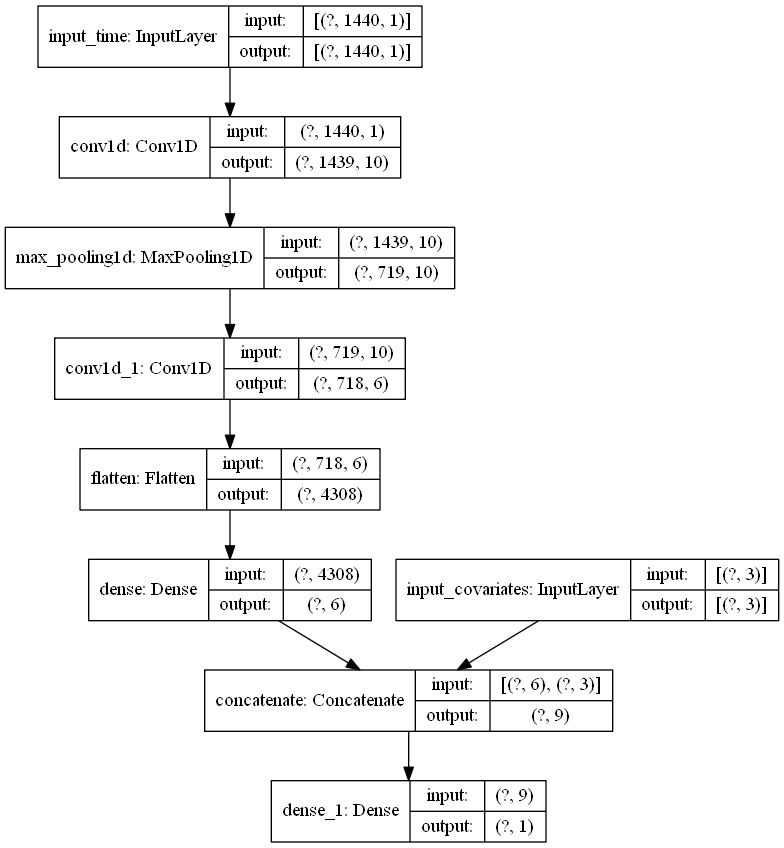 input_time: InputLayer
input:
[(?, 1440, 1)]
output:
[(?, 1440, 1)]
conv1d: Conv1D
input:
(?, 1440, 1)
output:
(?, 1439, 10)
max_pooling1d: MaxPooling1D
input:
(?, 1439, 10)
output:
(?, 719, 10)
conv1d_1: Conv1D
input:
(?, 719, 10)
output:
(?, 718, 6)
flatten: Flatten
input:
(?, 718, 6)
output:
(?, 4308)
dense: Dense
input:
(?, 4308)
output:
(?, 6)
input_covariates: InputLayer
input:
[(?, 3)]
output:
[(?, 3)]
concatenate: Concatenate
input:
[(?, 6), (?, 3)]
output:
(?, 9)
dense_1: Dense
input:
(?, 9)
output:
(?, 1)